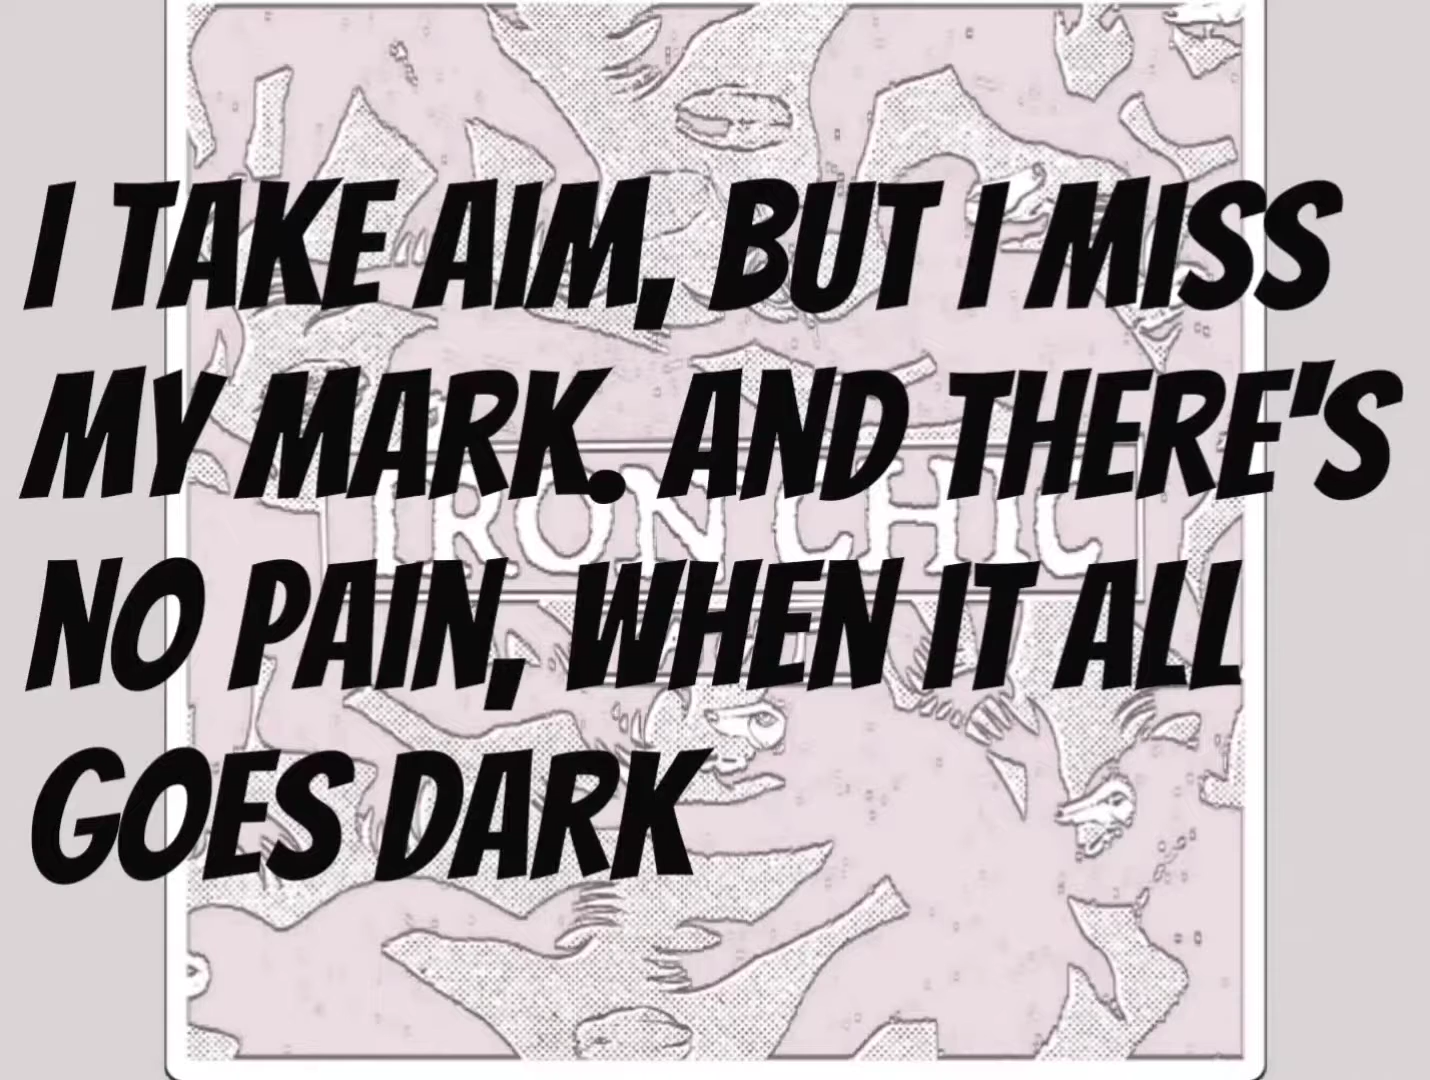 I TAKE AIM, BUT I MISS
MY MARK. AND THERE'S
NO PAIN, WHEN IT ALL
GOES DARK
IRON CHIC